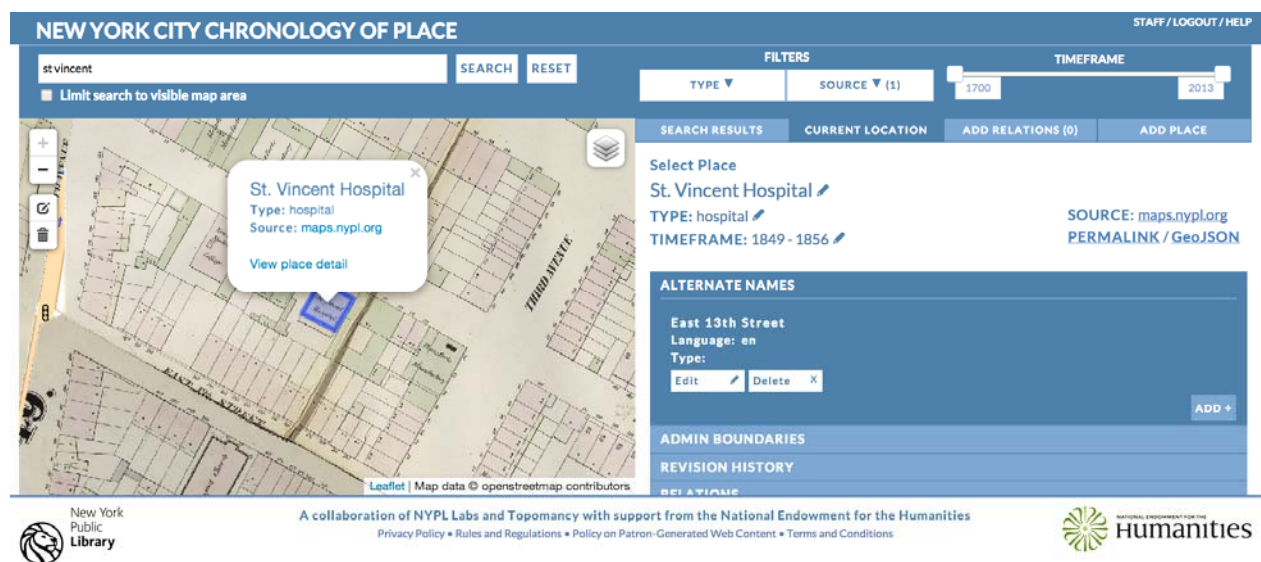 NEW YORK CITY CHRONOLOGY OF PLACE
STAFF / LOGOUT / HELP
st vincent
SEARCH
RESET
Limit search to visible map area
FILTERS
TYPE ▼
SOURCE ▼ (1)
TIMEFRAME
1700
2013
SEARCH RESULTS
CURRENT LOCATION
ADD RELATIONS (0)
ADD PLACE
+
-
St. Vincent Hospital
×
Type: hospital
Source: maps.nypl.org
View place detail
THIRD AVENUE
Leaflet | Map data © openstreetmap contributors
Select Place
St. Vincent Hospital
TYPE: hospital
TIMEFRAME: 1849 - 1856
SOURCE: maps.nypl.org
PERMALINK / GeoJSON
ALTERNATE NAMES
East 13th Street
Language: en
Type:
Edit
Delete X
ADD +
ADMIN BOUNDARIES
REVISION HISTORY
RELATIONS
New York
Public
Library
A collaboration of NYPL Labs and Topomancy with support from the National Endowment for the Humanities
Privacy Policy • Rules and Regulations • Policy on Patron-Generated Web Content • Terms and Conditions
NATIONAL ENDOWMENT FOR THE
Humanities